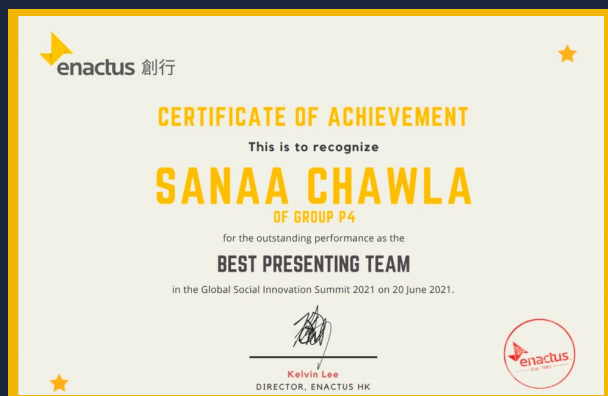 enactus 創行
CERTIFICATE OF ACHIEVEMENT
This is to recognize
SANAA CHAWLA
OF GROUP P4
for the outstanding performance as the
BEST PRESENTING TEAM
in the Global Social Innovation Summit 2021 on 20 June 2021.
Kelvin Lee
DIRECTOR, ENACTUS HK
enactus